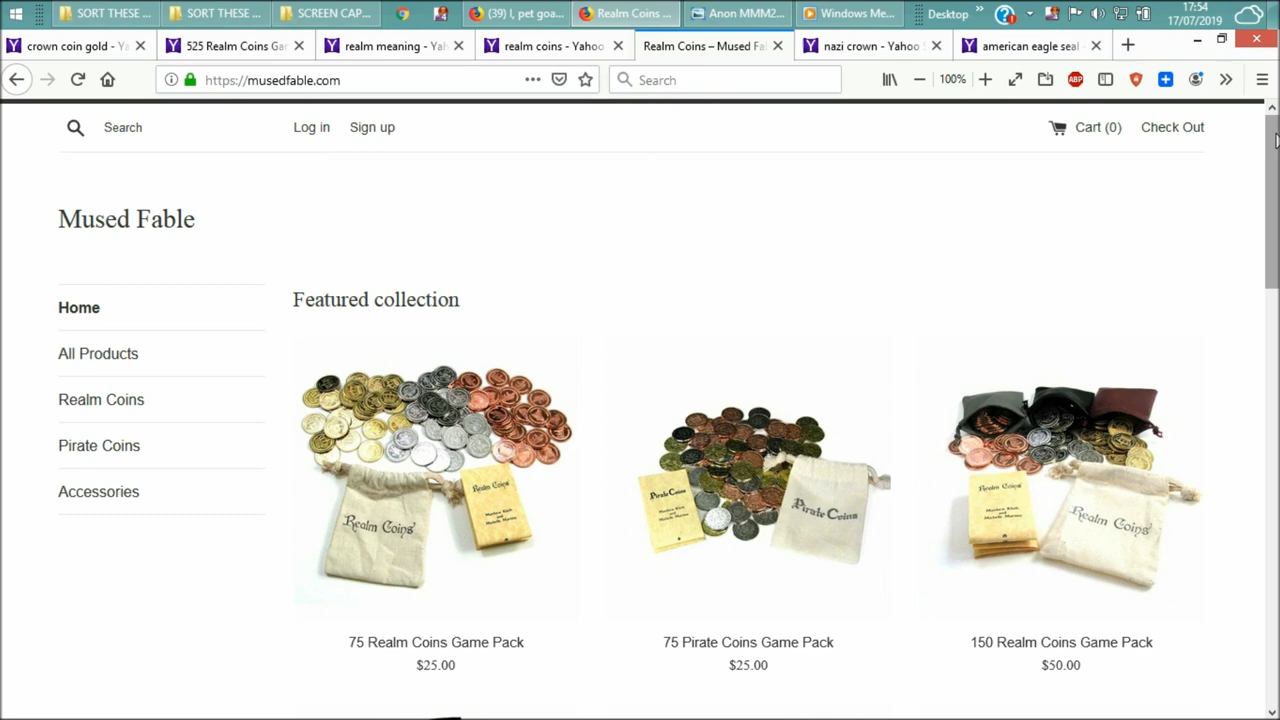 SORT THESE ...
SORT THESE ...
SCREEN CAP...
(39) I, pet goa...
Realm Coins ...
Anon MMM2...
Windows Me...
Desktop
17:54
17/07/2019
crown coin gold - Ya
525 Realm Coins Gar
realm meaning - Yah
realm coins - Yahoo
Realm Coins – Mused Fab
nazi crown - Yahoo S
american eagle seal -
https://musedfable.com
Search
100%
ABP
Search
Log in
Sign up
Cart (0)
Check Out
Mused Fable
Home
All Products
Realm Coins
Pirate Coins
Accessories
Featured collection
Realm Coins
Realm Coins
Pirate Coins
Pirate Coins
Realm Coins
Realm Coins
75 Realm Coins Game Pack
$25.00
75 Pirate Coins Game Pack
$25.00
150 Realm Coins Game Pack
$50.00